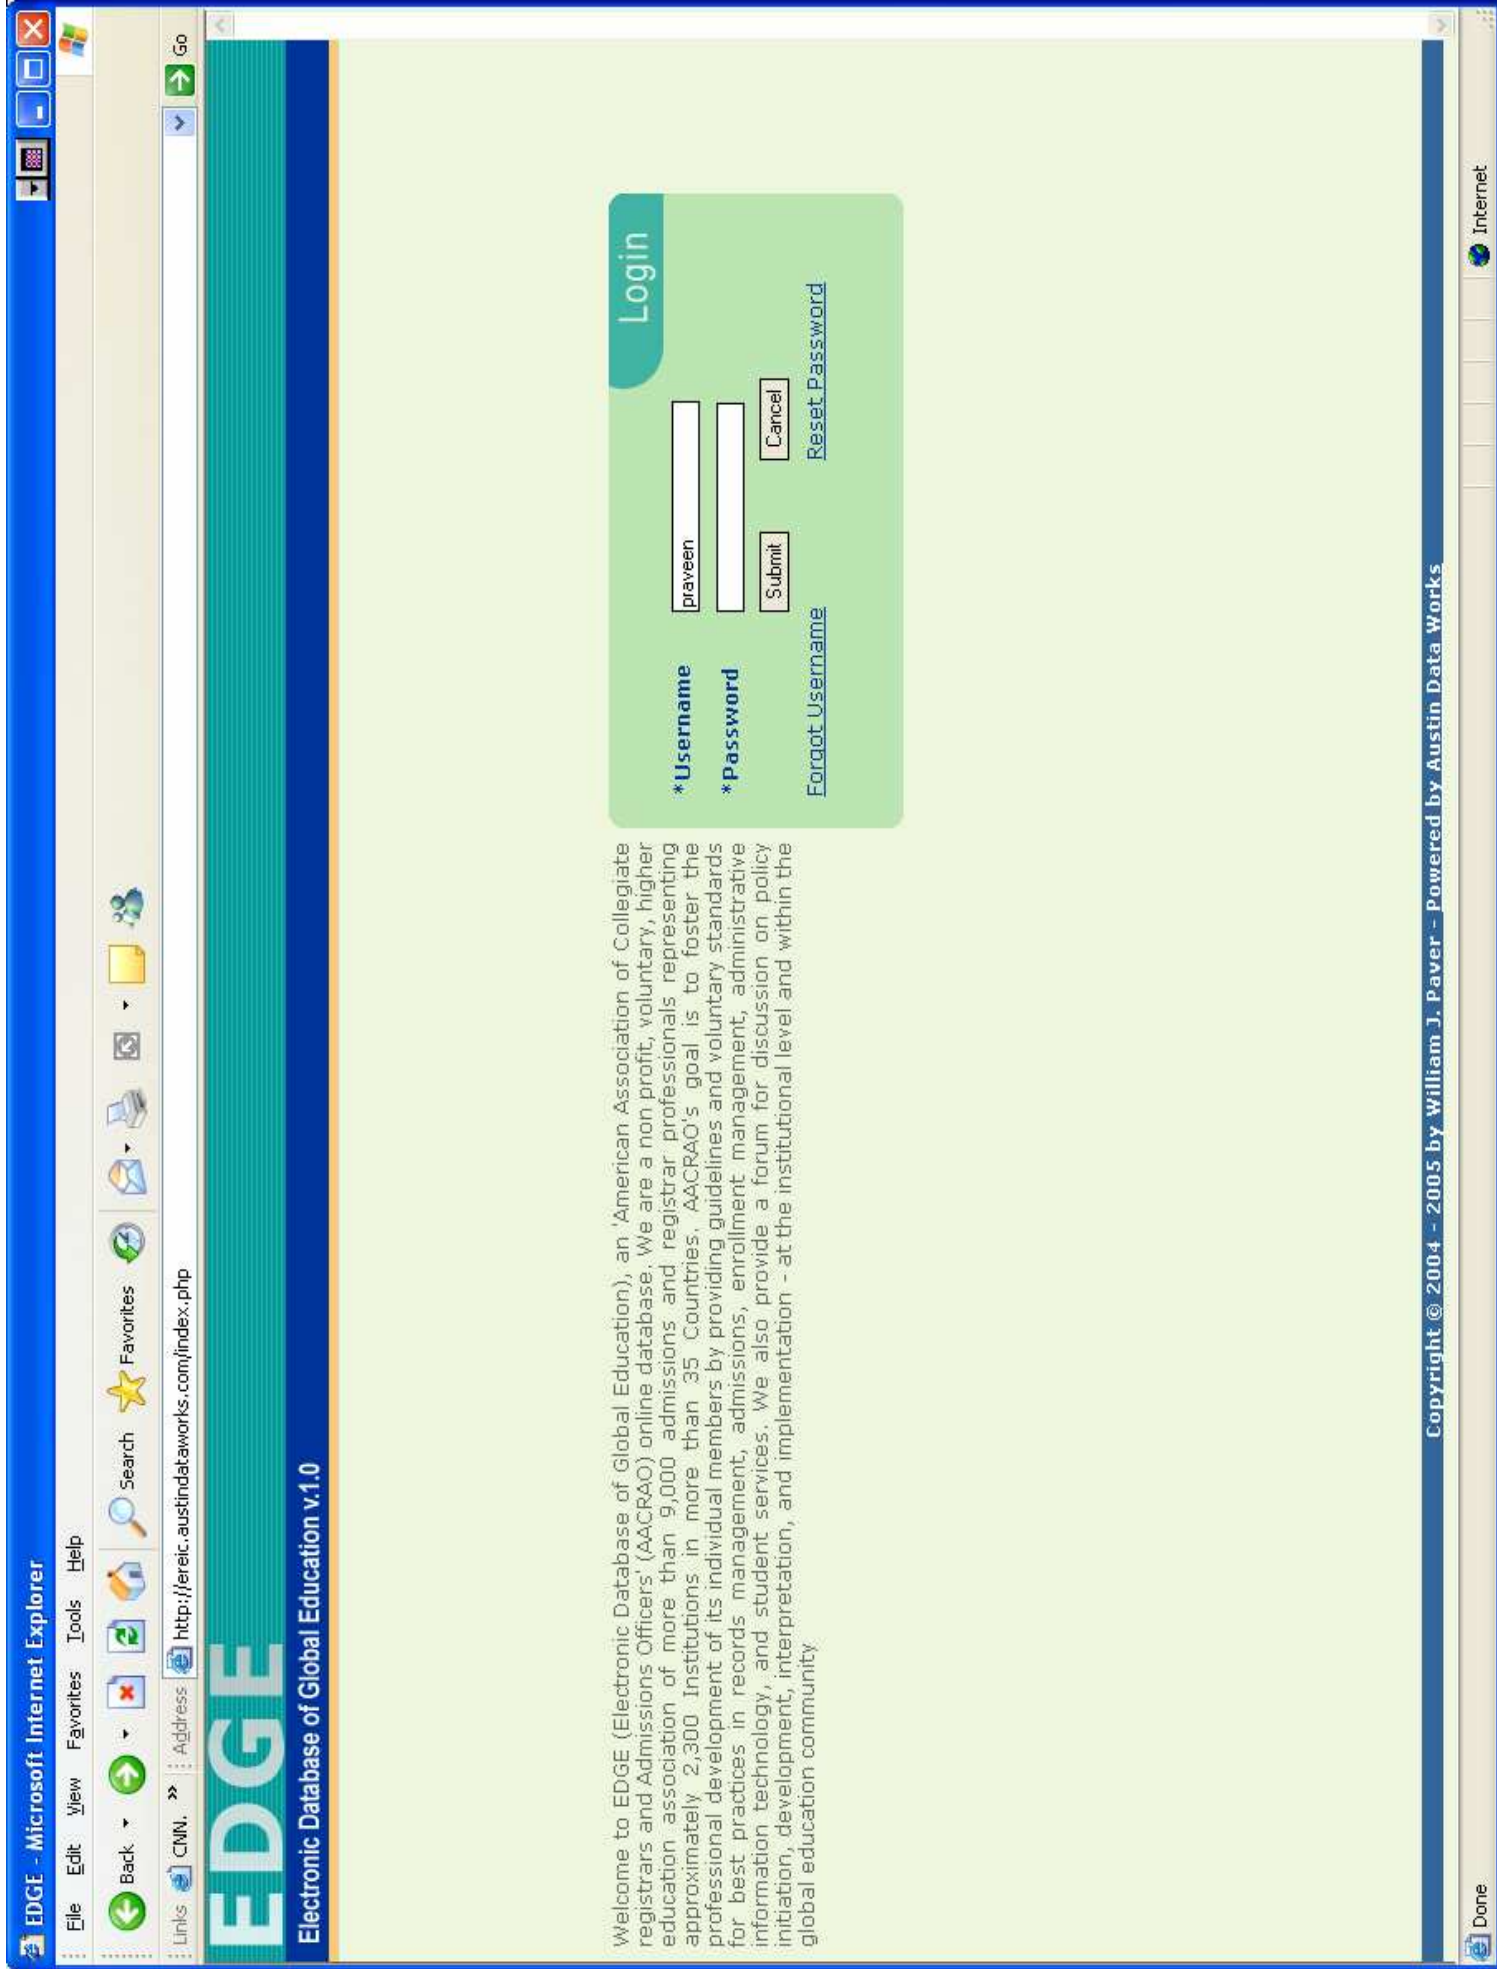 EDGE - Microsoft Internet Explorer
File Edit View Favorites Tools Help
Back Search Favorites
Links CNN. » Address http://ereic.austindataworks.com/index.php Go
EDGE
Electronic Database of Global Education v.1.0
Welcome to EDGE (Electronic Database of Global Education), an 'American Association of Collegiate
registrars and Admissions Officers' (AACRAO) online database. We are a non profit, voluntary, higher
education association of more than 9,000 admissions and registrar professionals representing
approximately 2,300 Institutions in more than 35 Countries. AACRAO's goal is to foster the
professional development of its individual members by providing guidelines and voluntary standards
for best practices in records management, admissions, enrollment management, administrative
information technology, and student services. We also provide a forum for discussion on policy
initiation, development, interpretation, and implementation - at the institutional level and within the
global education community
Login
*Username praveen
*Password
Submit Cancel
Forgot Username Reset Password
Copyright © 2004 - 2005 by William J. Paver - Powered by Austin Data Works
Done Internet